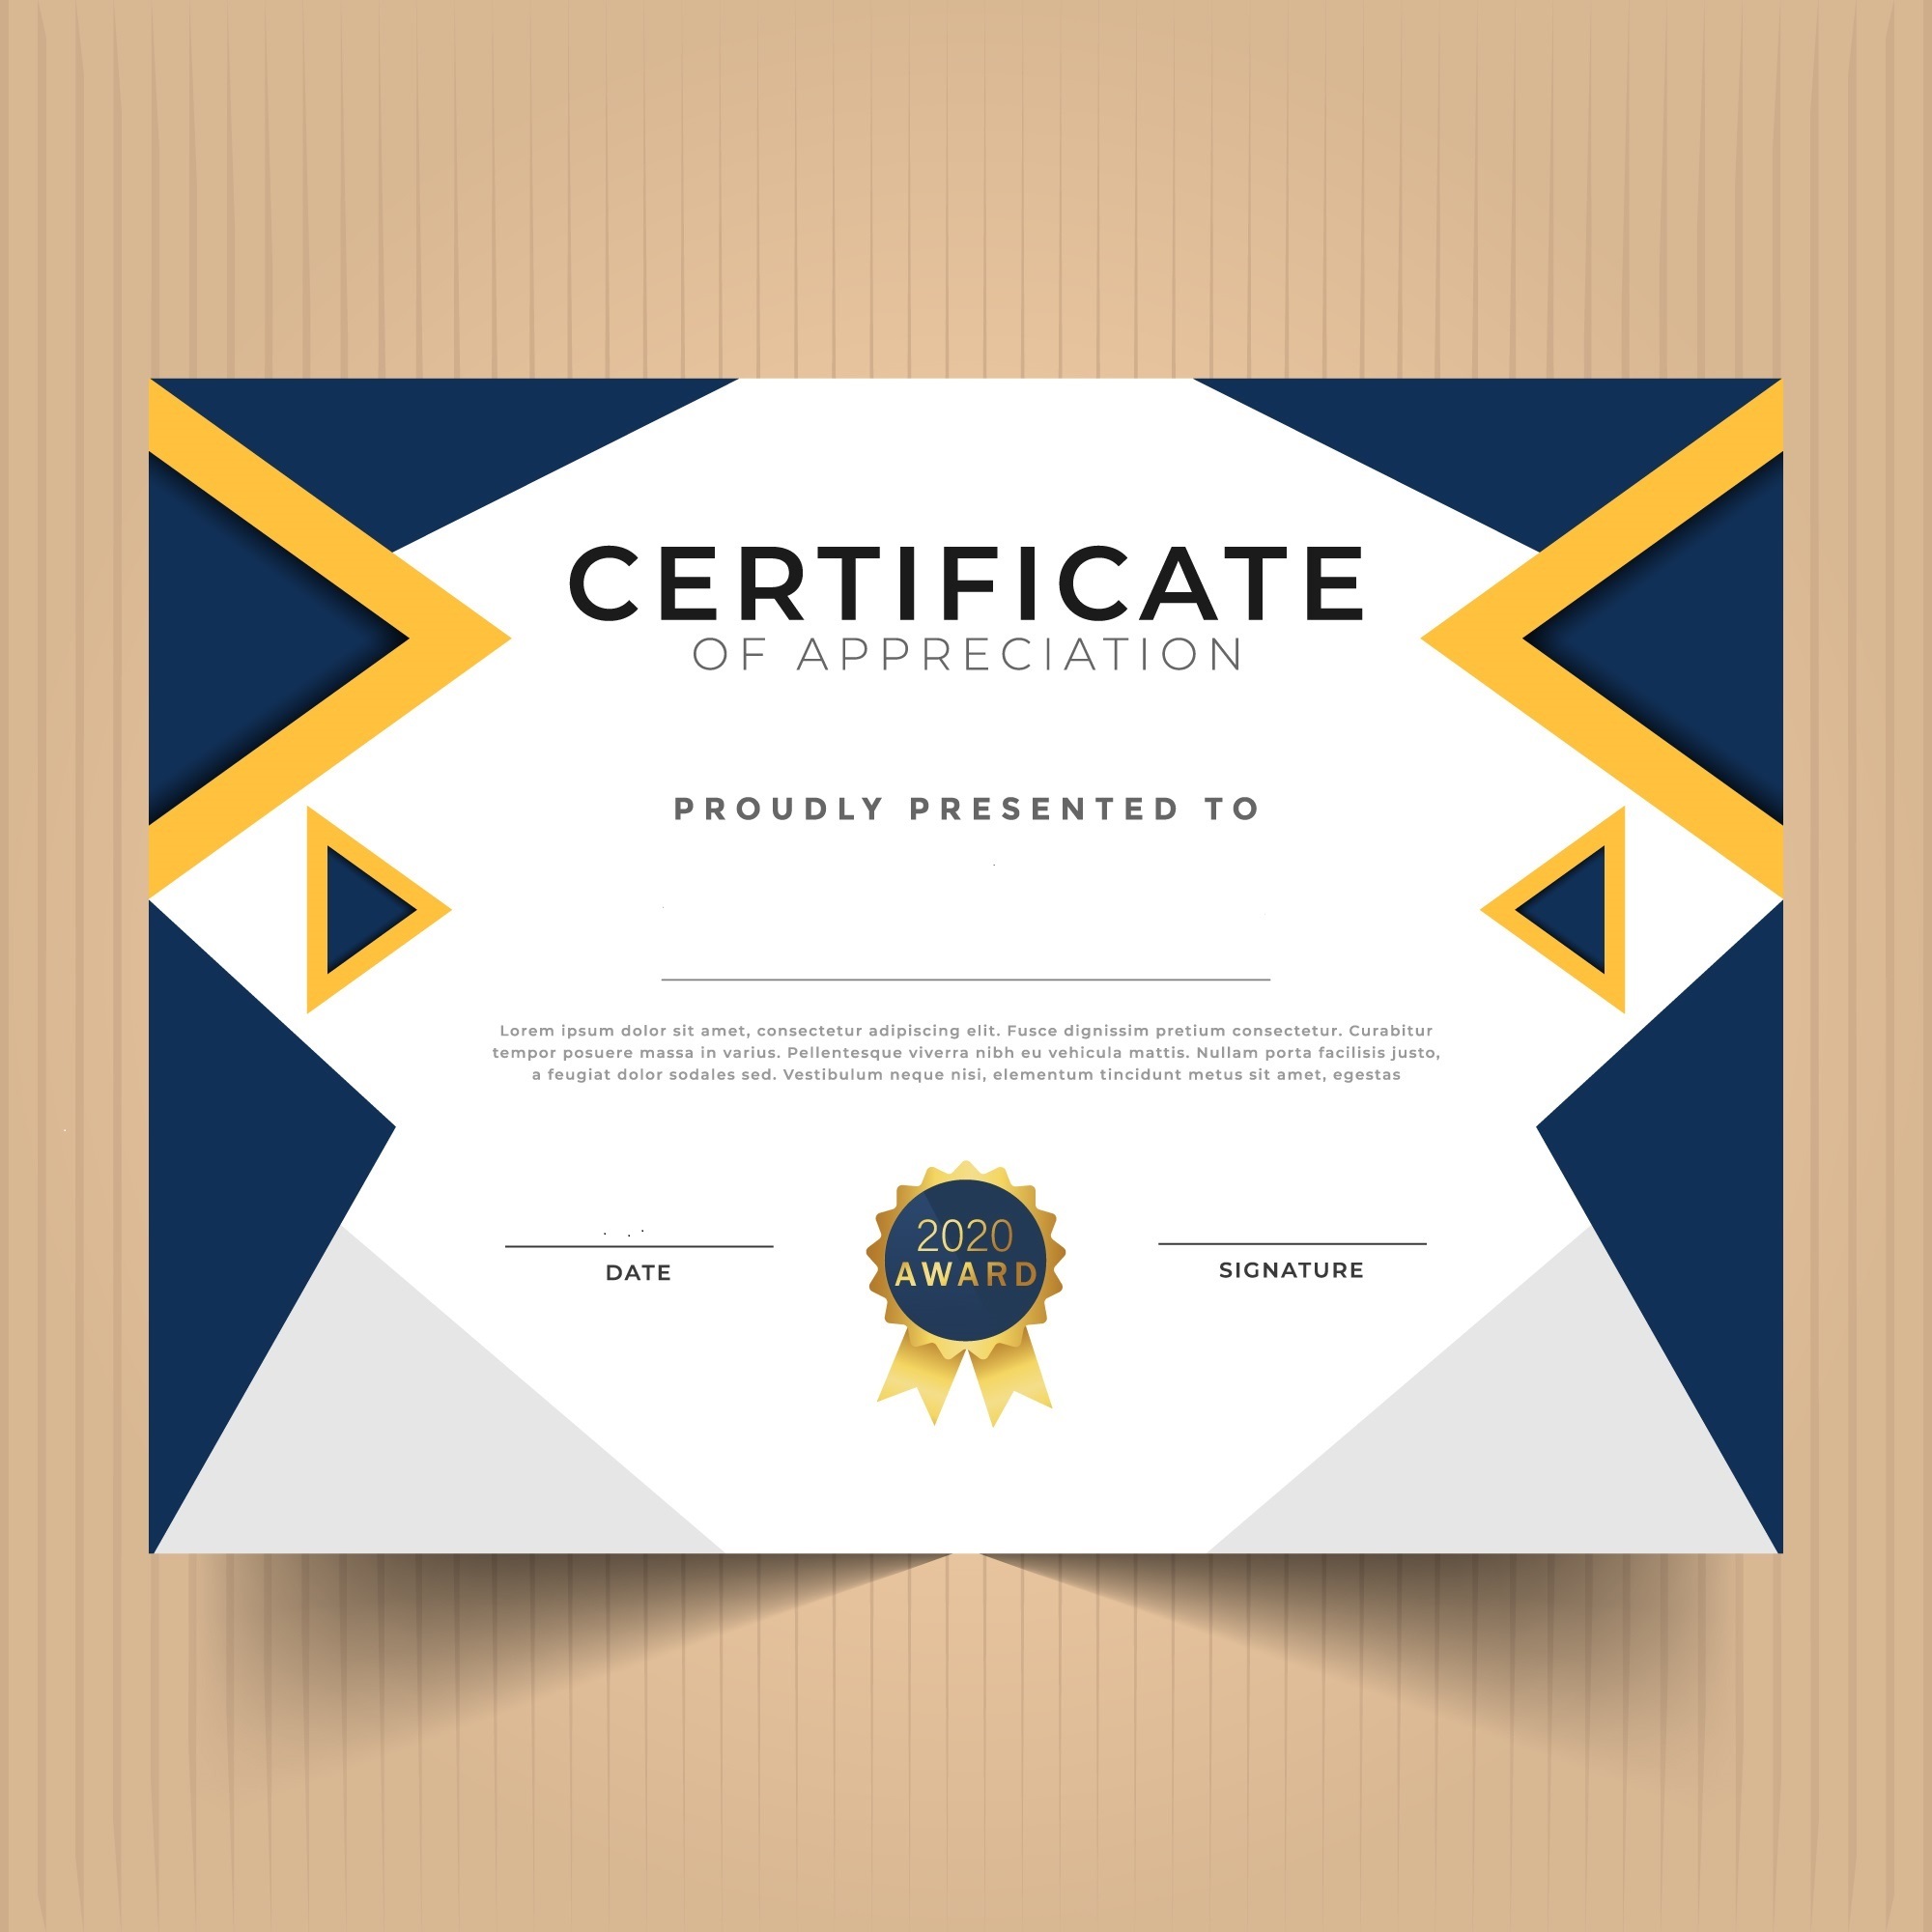 CERTIFICATE
OF APPRECIATION
PROUDLY PRESENTED TO
Lorem ipsum dolor sit amet, consectetur adipiscing elit. Fusce dignissim pretium consectetur. Curabitur
tempor posuere massa in varius. Pellentesque viverra nibh eu vehicula mattis. Nullam porta facilisis justo,
a feugiat dolor sodales sed. Vestibulum neque nisi, elementum tincidunt metus sit amet, egestas
2020
AWARD
DATE
SIGNATURE